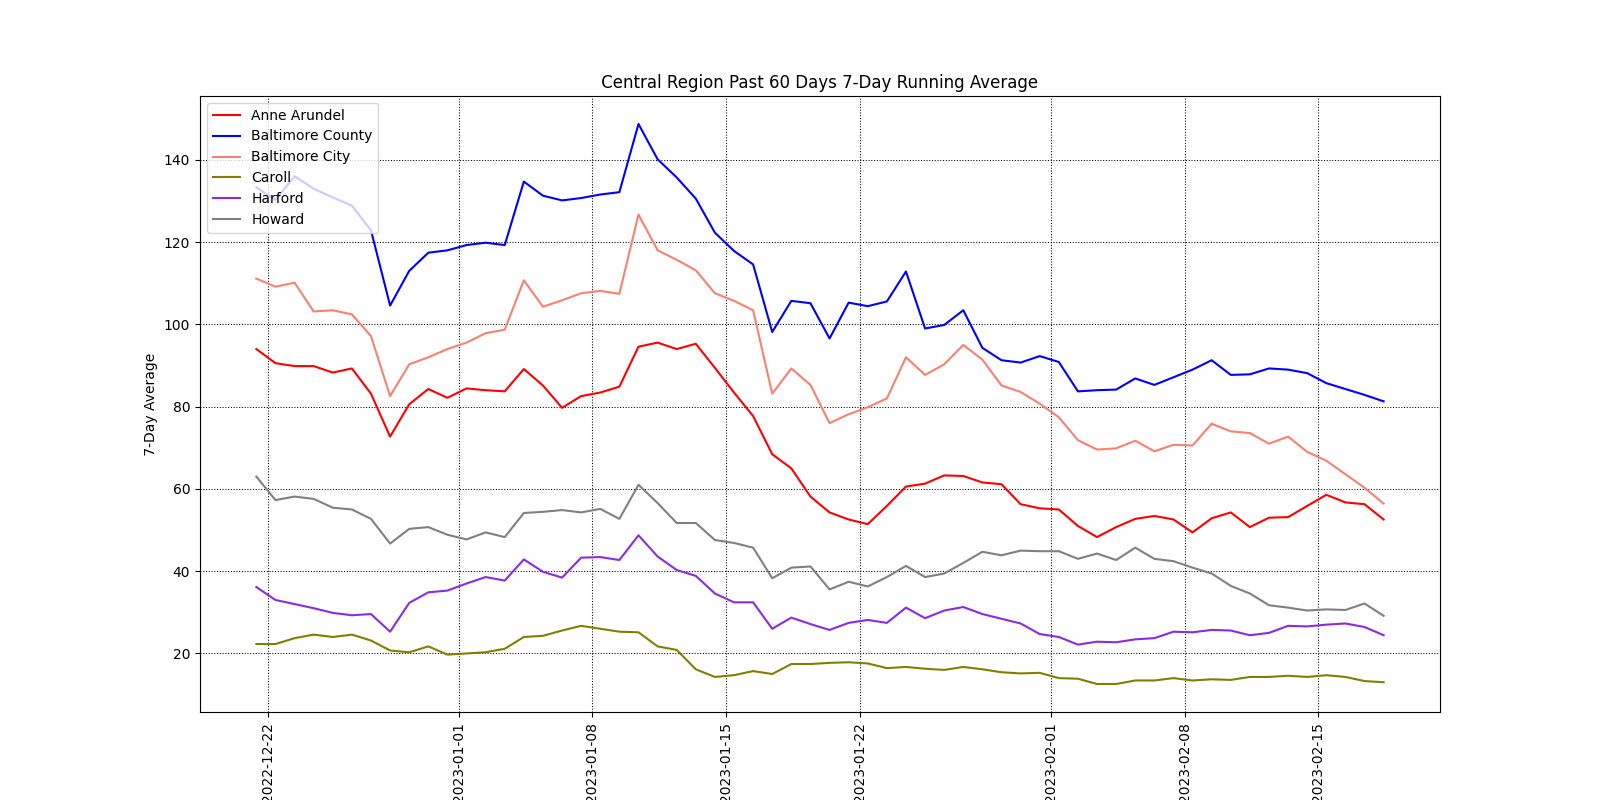 Central Region Past 60 Days 7-Day Running Average
Anne Arundel
Baltimore County
Baltimore City
Caroll
Harford
Howard
7-Day Average
140
120
100
80
60
40
20
2022-12-22
2023-01-01
2023-01-08
2023-01-15
2023-01-22
2023-02-01
2023-02-08
2023-02-15